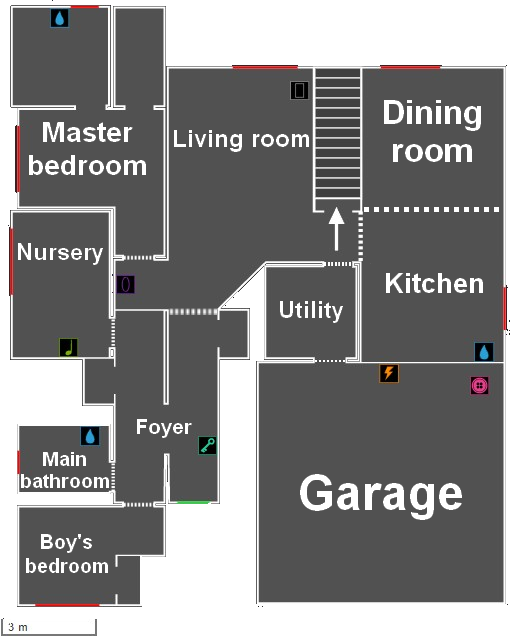 Master
bedroom
Living room
Dining
room
Nursery
Kitchen
Utility
Foyer
Main
bathroom
Garage
Boy's
bedroom
3 m